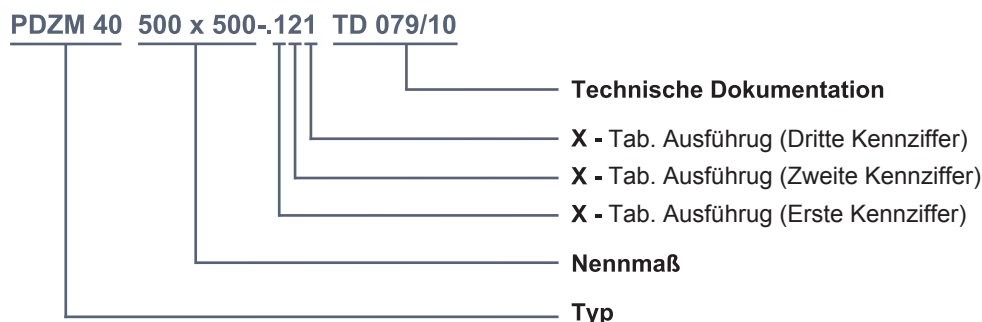 PDZM 40 500 x 500-.121 TD 079/10
Technische Dokumentation
X - Tab. Ausführug (Dritte Kennziffer)
X - Tab. Ausführug (Zweite Kennziffer)
X - Tab. Ausführug (Erste Kennziffer)
Nennmaß
Typ